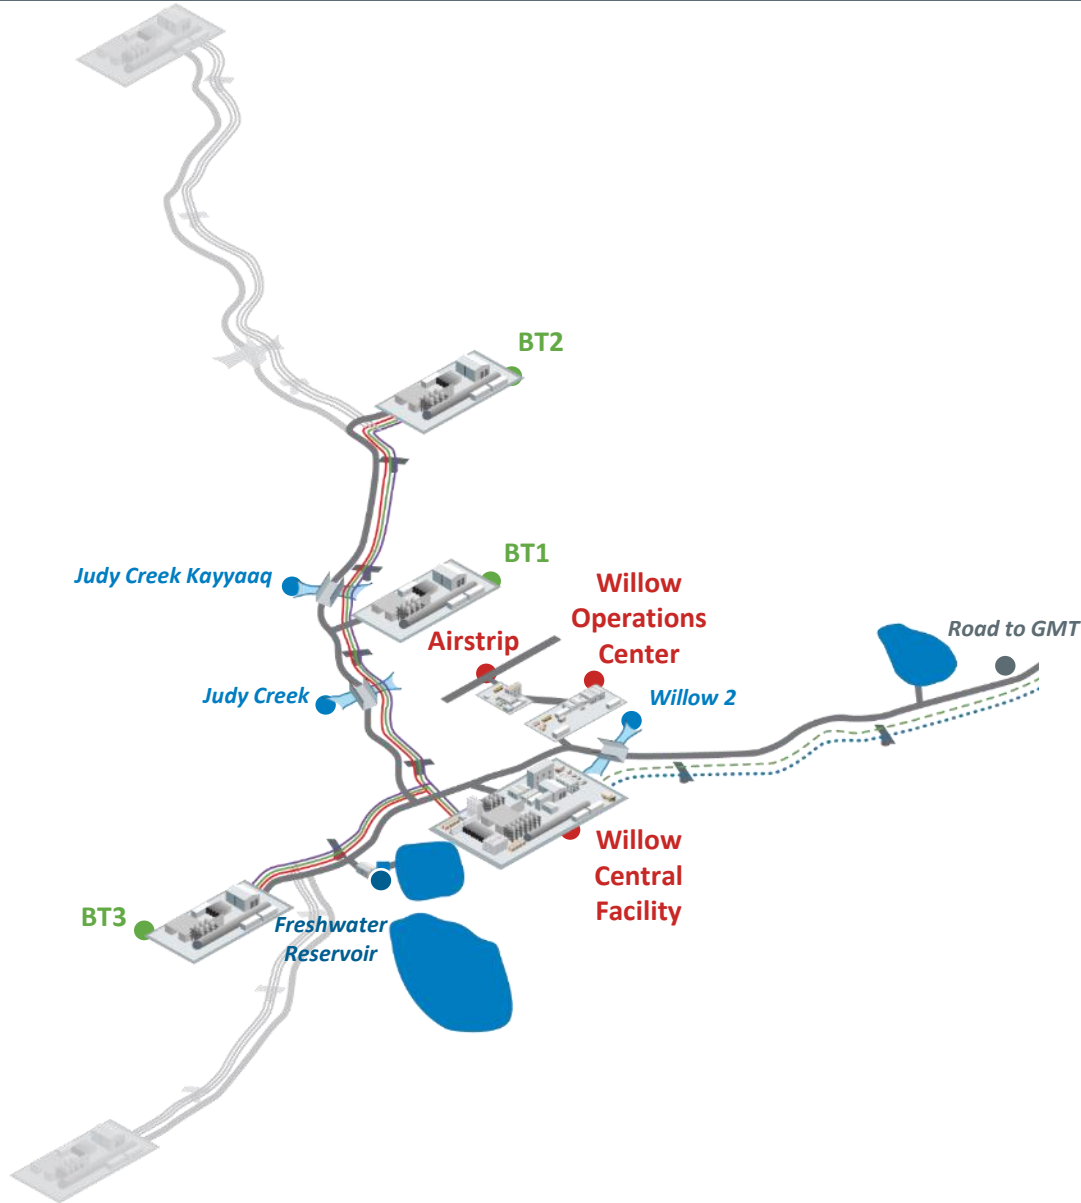 BT2
BT1
Judy Creek Kayyaaq
Willow
Operations
Center
Airstrip
Road to GMT
Judy Creek
Willow 2
Willow
Central
Facility
BT3
Freshwater
Reservoir